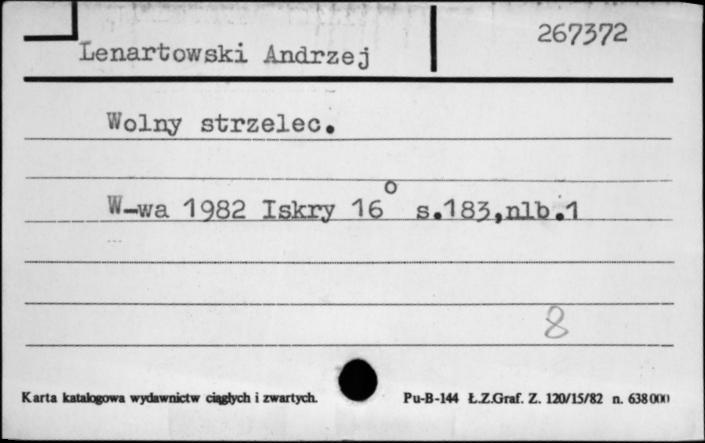 267372
Lenartowski Andrzej
Wolny strzelec.
W-wa 1982 Iskry 16° s.183,nlb.1
8
Karta katalogowa wydawnictw ciągłych i zwartych. Pu-B-144 Ł.Z.Graf. Z. 120/15/82 n. 638000